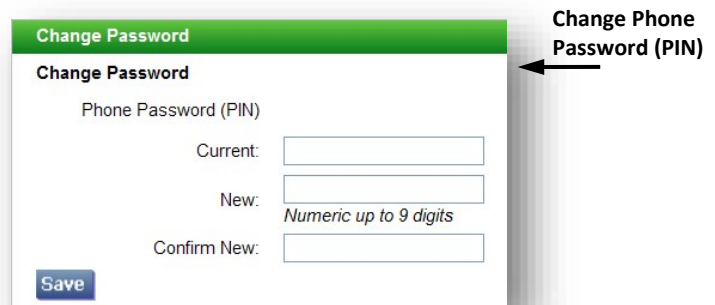 Change Password
Change Password
Phone Password (PIN)
Current:
New:
Numeric up to 9 digits
Confirm New:
Save
Change Phone
Password (PIN)